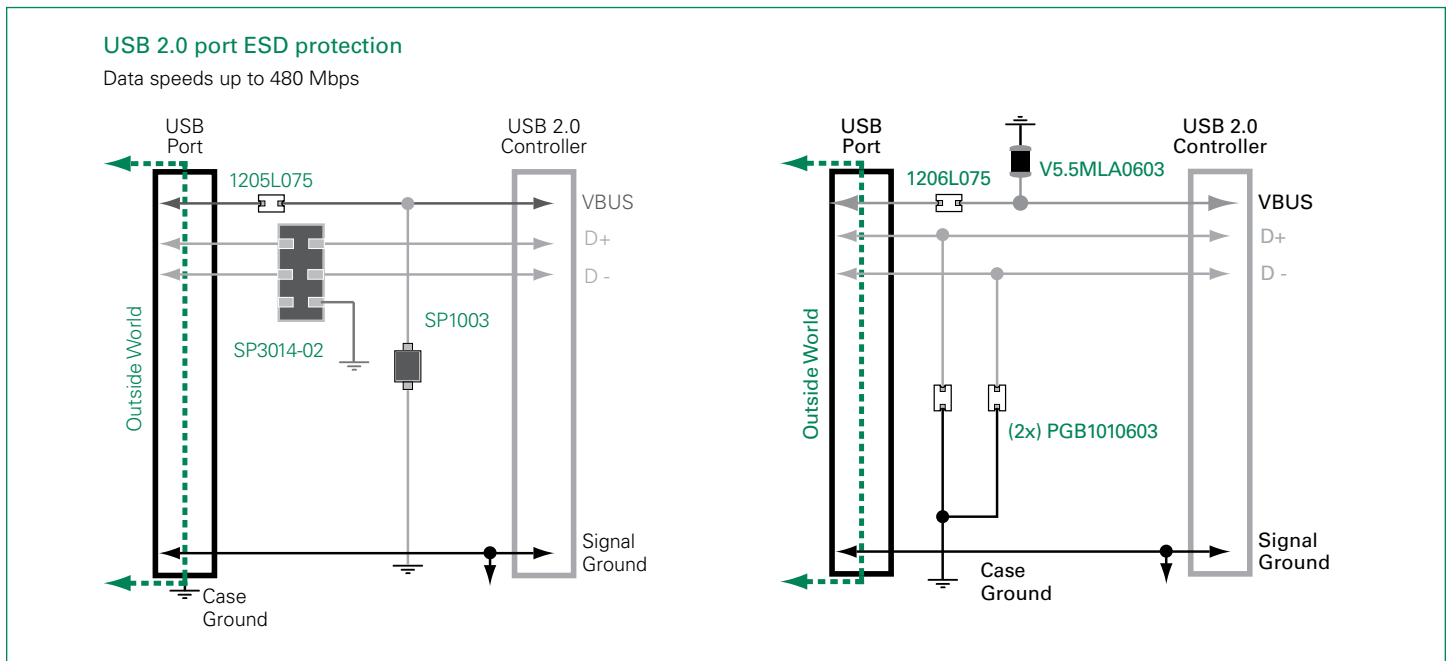 USB 2.0 port ESD protection
Data speeds up to 480 Mbps
USB
Port
USB 2.0
Controller
1205L075
VBUS
D+
D -
SP1003
SP3014-02
Outside World
Signal
Ground
Case
Ground
USB
Port
USB 2.0
Controller
V5.5MLA0603
1206L075
VBUS
D+
D -
Outside World
(2x) PGB1010603
Signal
Ground
Case
Ground